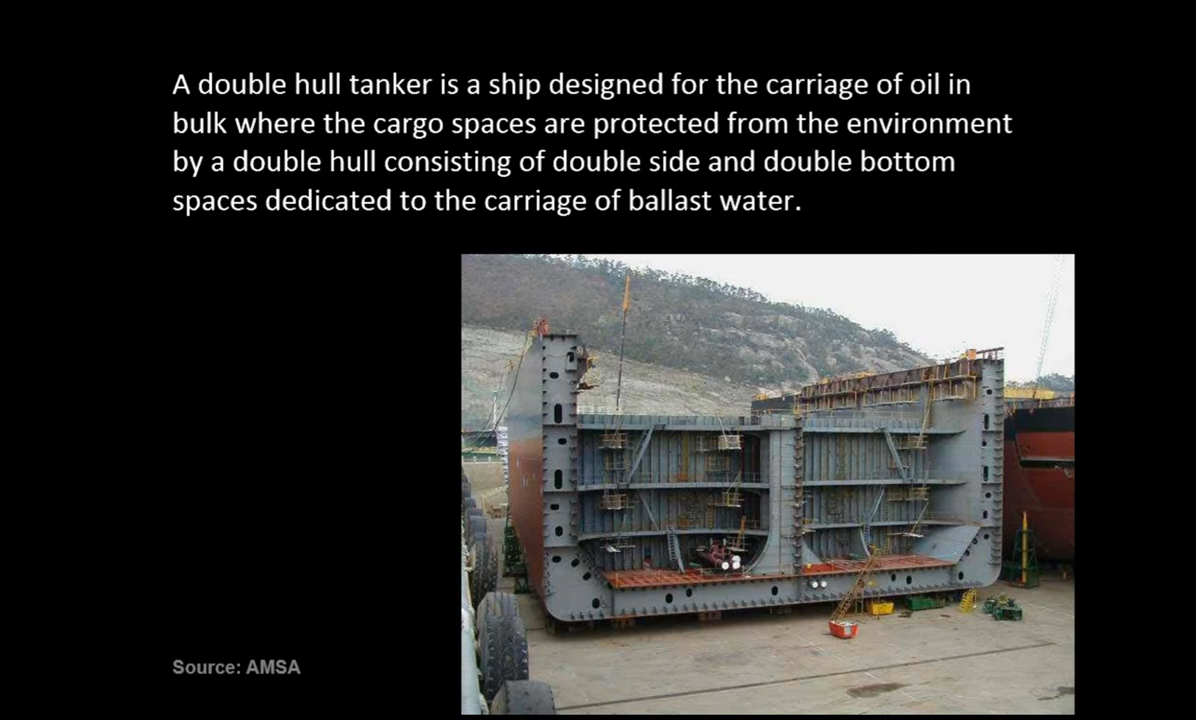 A double hull tanker is a ship designed for the carriage of oil in
bulk where the cargo spaces are protected from the environment
by a double hull consisting of double side and double bottom
spaces dedicated to the carriage of ballast water.
Source: AMSA